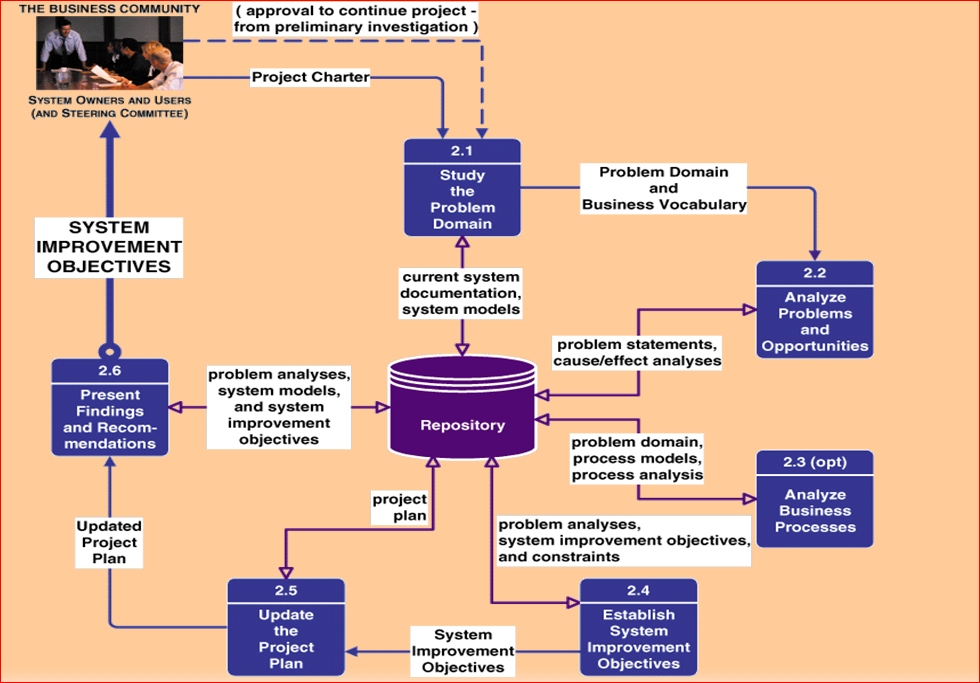 THE BUSINESS COMMUNITY
SYSTEM OWNERS AND USERS
(AND STEERING COMMITTEE)
( approval to continue project -
from preliminary investigation )
Project Charter
2.1
Study
the
Problem
Domain
Problem Domain
and
Business Vocabulary
2.2
Analyze
Problems
and
Opportunities
SYSTEM
IMPROVEMENT
OBJECTIVES
current system
documentation,
system models
problem statements,
cause/effect analyses
2.6
Present
Findings
and Recom-
mendations
problem analyses,
system models,
and system
improvement
objectives
Repository
problem domain,
process models,
process analysis
2.3 (opt)
Analyze
Business
Processes
project
plan
problem analyses,
system improvement objectives,
and constraints
Updated
Project
Plan
2.5
Update
the
Project
Plan
System
Improvement
Objectives
2.4
Establish
System
Improvement
Objectives